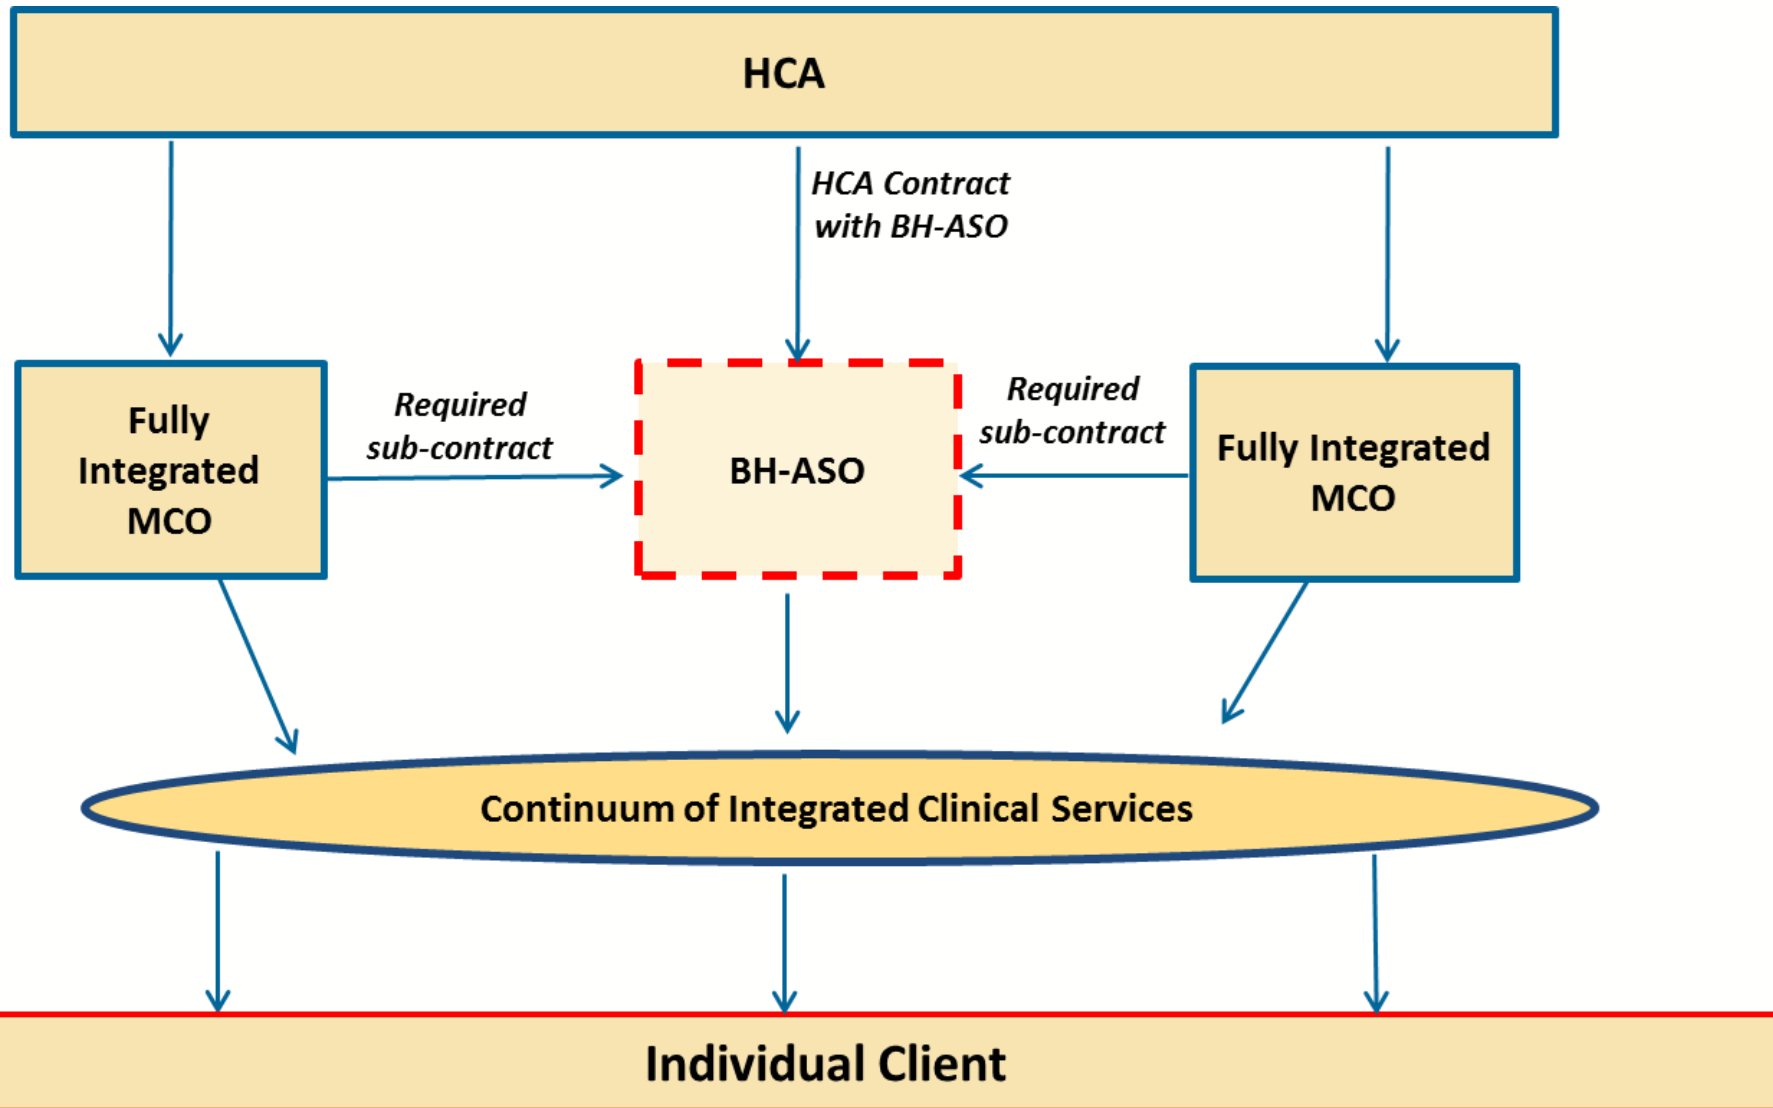 HCA
HCA Contract
with BH-ASO
Fully
Integrated
MCO
Required
sub-contract
BH-ASO
Required
sub-contract
Fully Integrated
MCO
Continuum of Integrated Clinical Services
Individual Client